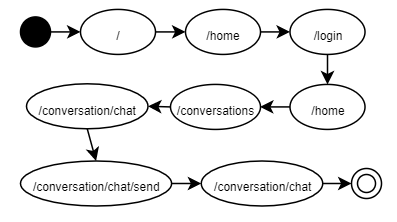 /
/home
/login
/home
/conversations
/conversation/chat
/conversation/chat/send
/conversation/chat